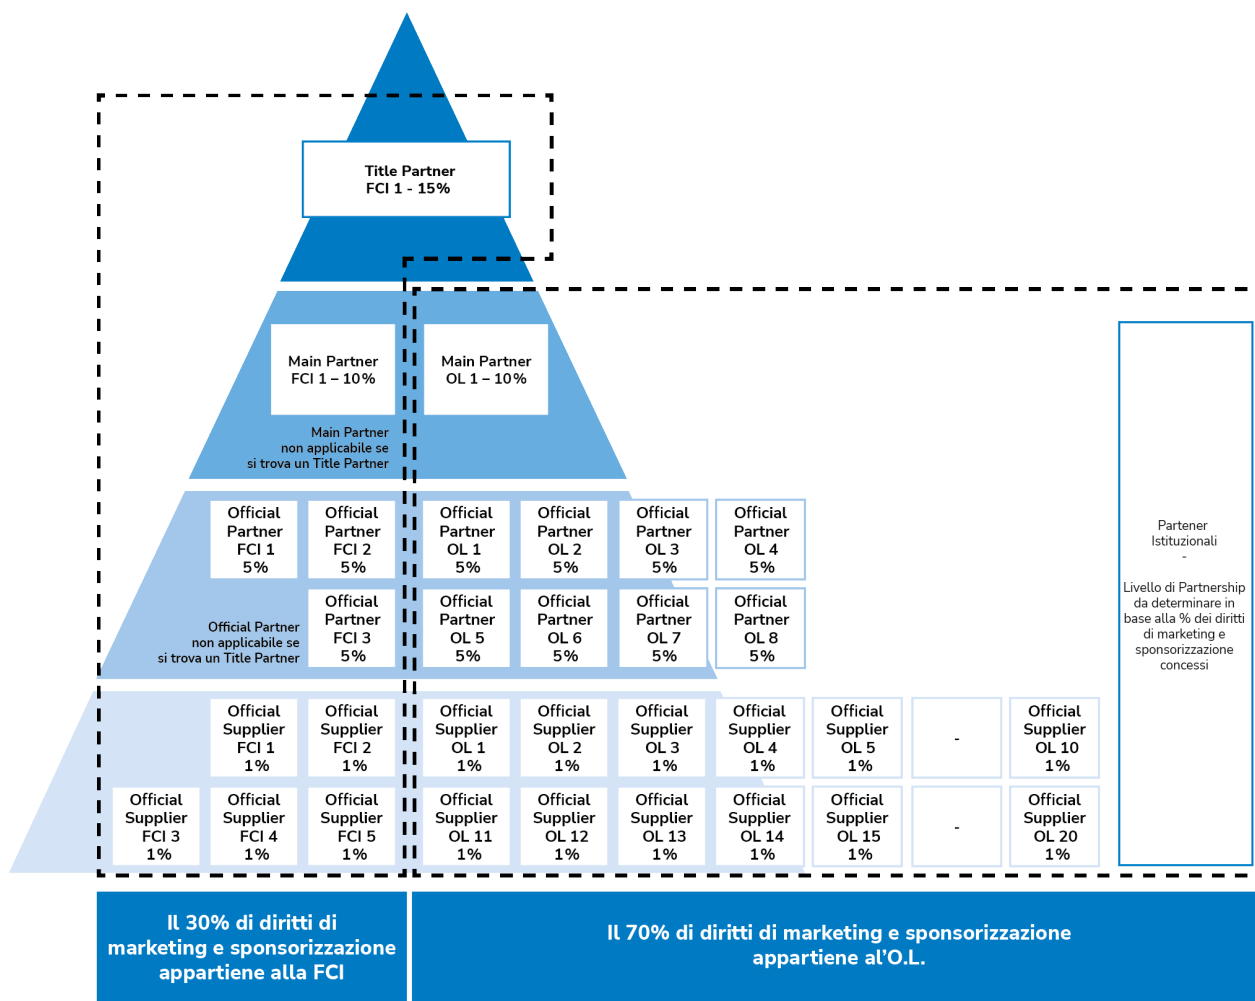 Title Partner
FCI 1 - 15%
Main Partner
FCI 1 – 10%
Main Partner
OL 1 – 10%
Main Partner
non applicabile se
si trova un Title Partner
Official
Partner
FCI 1
5%
Official
Partner
FCI 2
5%
Official
Partner
OL 1
5%
Official
Partner
OL 2
5%
Official
Partner
OL 3
5%
Official
Partner
OL 4
5%
Official Partner
non applicabile se
si trova un Title Partner
Official
Partner
FCI 3
5%
Official
Partner
OL 5
5%
Official
Partner
OL 6
5%
Official
Partner
OL 7
5%
Official
Partner
OL 8
5%
Official
Supplier
FCI 1
1%
Official
Supplier
FCI 2
1%
Official
Supplier
OL 1
1%
Official
Supplier
OL 2
1%
Official
Supplier
OL 3
1%
Official
Supplier
OL 4
1%
Official
Supplier
OL 5
1%
-
Official
Supplier
OL 10
1%
Official
Supplier
FCI 3
1%
Official
Supplier
FCI 4
1%
Official
Supplier
FCI 5
1%
Official
Supplier
OL 11
1%
Official
Supplier
OL 12
1%
Official
Supplier
OL 13
1%
Official
Supplier
OL 14
1%
Official
Supplier
OL 15
1%
-
Official
Supplier
OL 20
1%
Partener
Istituzionali
-
Livello di Partnership
da determinare in
base alla % dei diritti
di marketing e
sponsorizzazione
concessi
Il 30% di diritti di
marketing e sponsorizzazione
appartiene alla FCI
Il 70% di diritti di marketing e sponsorizzazione
appartiene al’O.L.